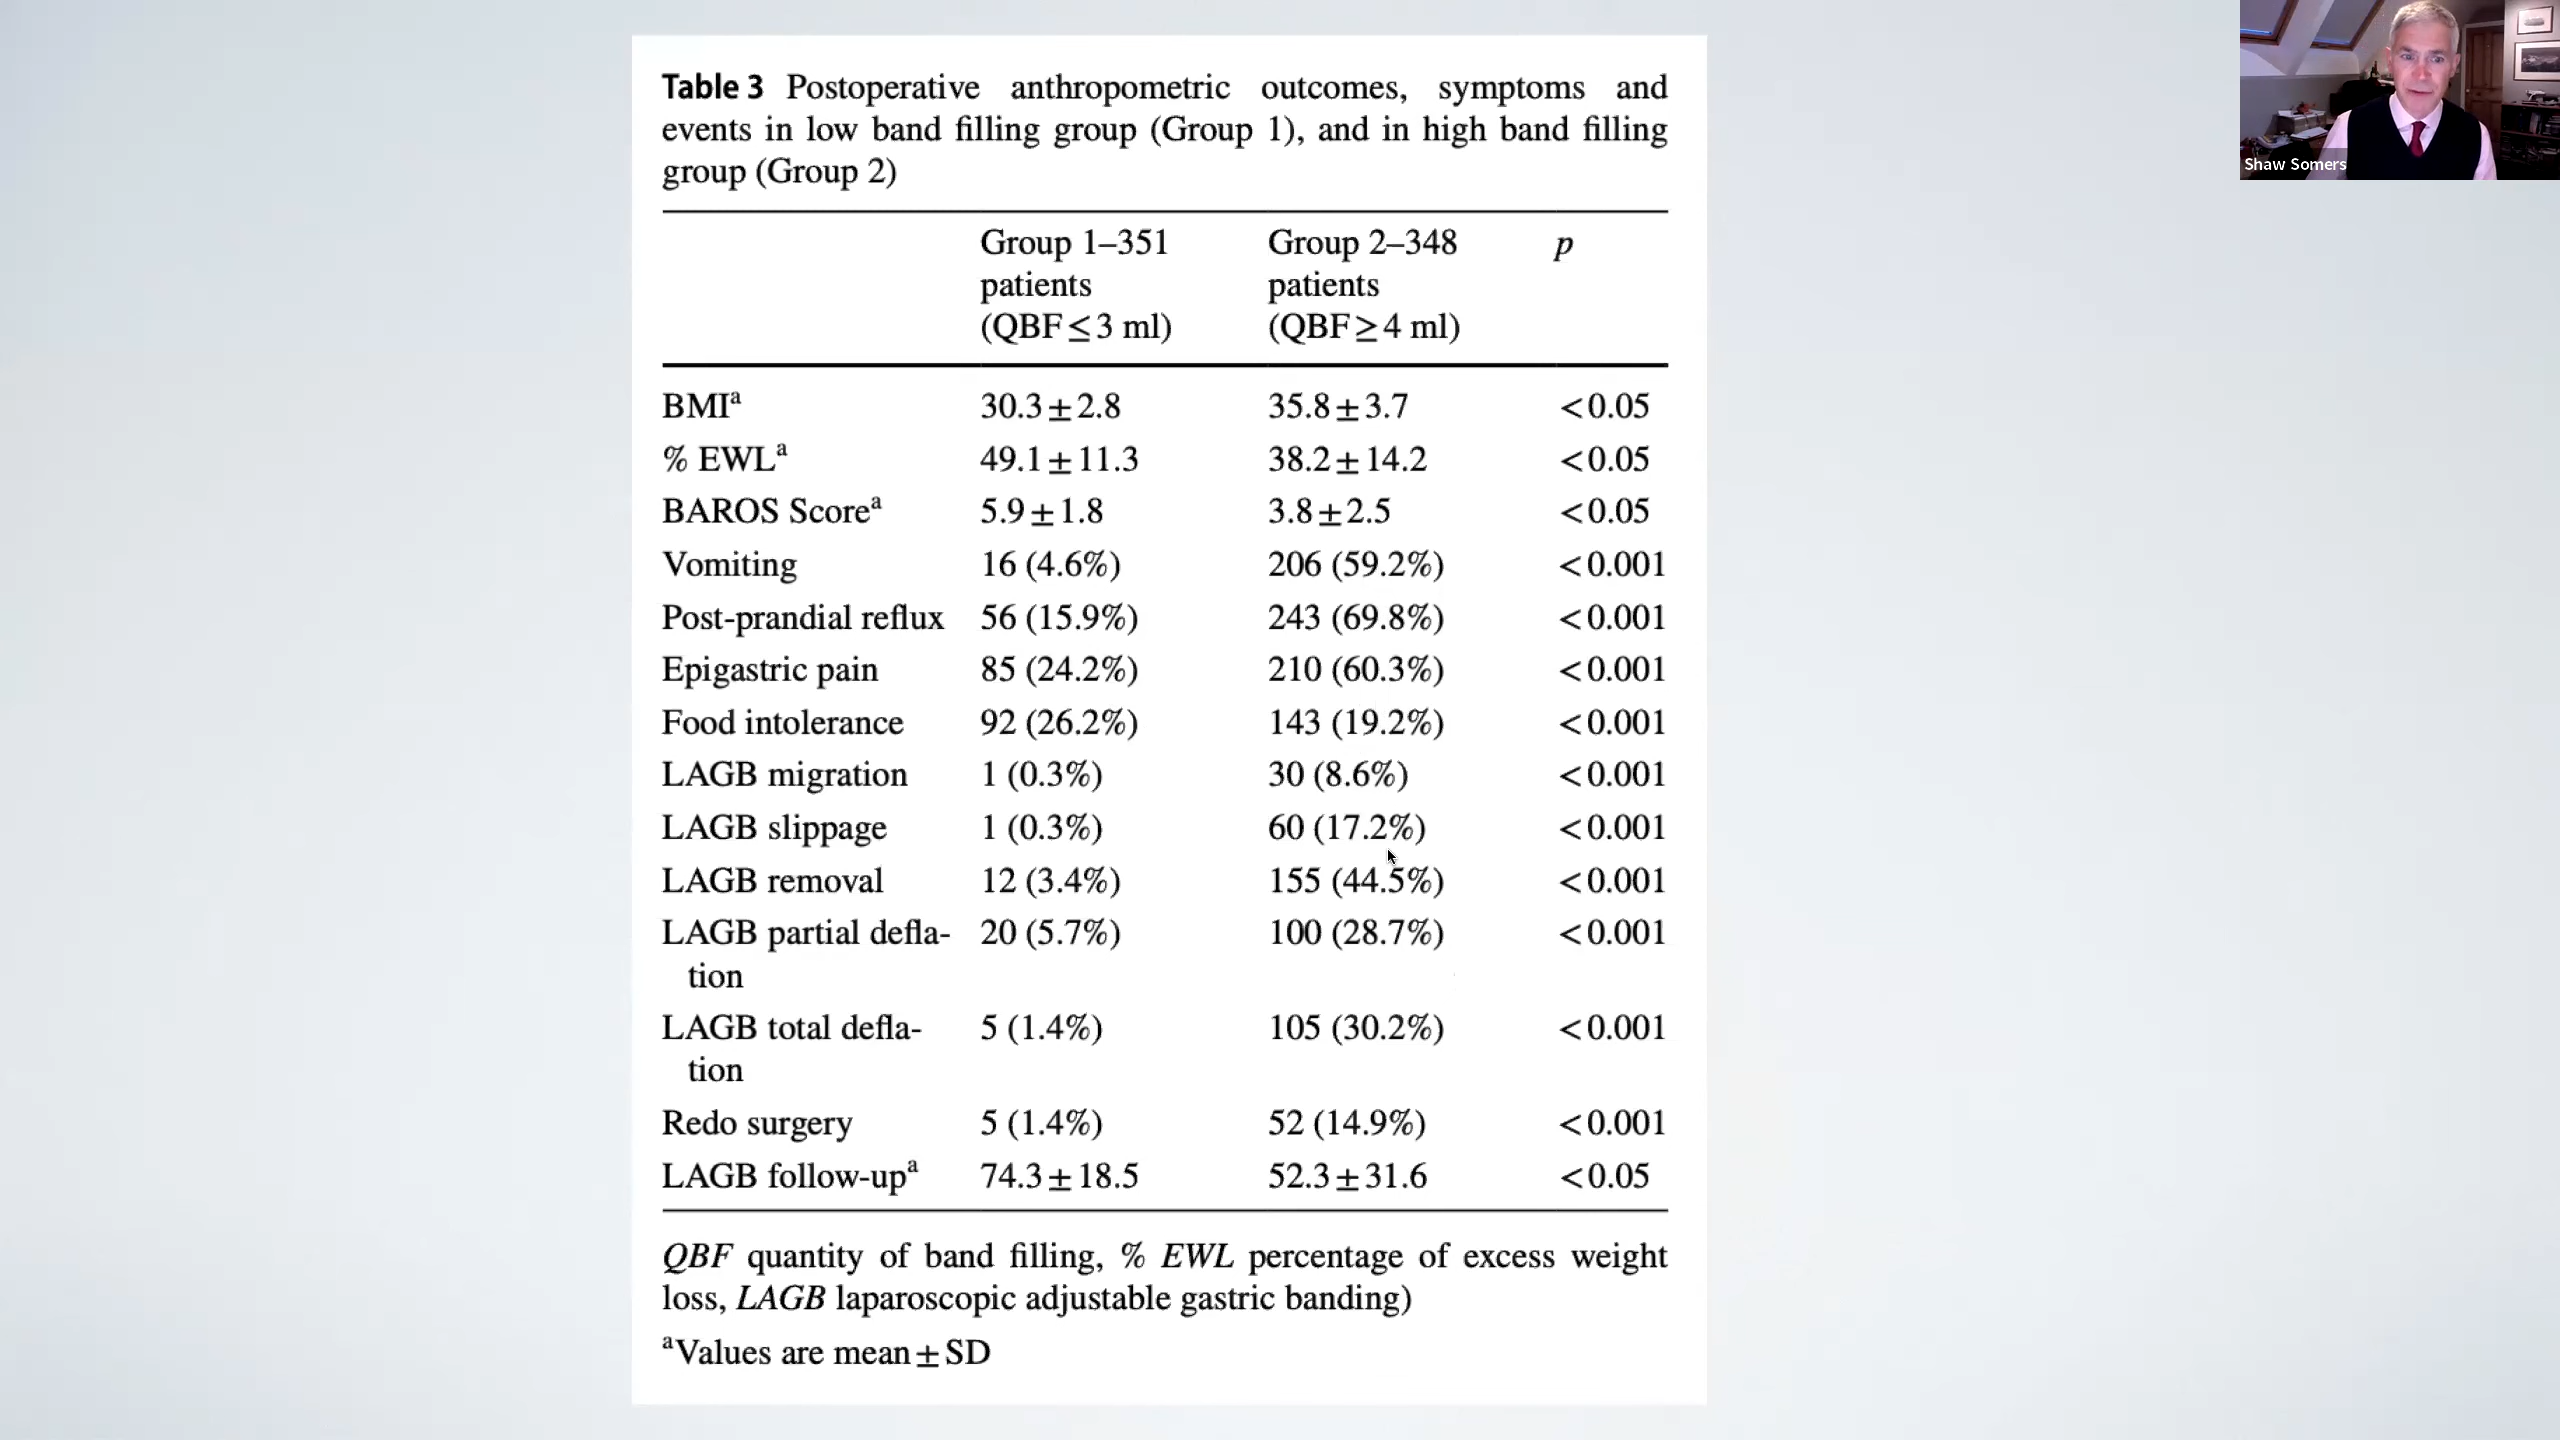 Table 3 Postoperative anthropometric outcomes, symptoms and
events in low band filling group (Group 1), and in high band filling
group (Group 2)
Group 1–351 patients (QBF ≤ 3 ml) Group 2–348 patients (QBF ≥ 4 ml) p
BMIa 30.3 ± 2.8 35.8 ± 3.7 <0.05
% EWLa 49.1 ± 11.3 38.2 ± 14.2 <0.05
BAROS Scorea 5.9 ± 1.8 3.8 ± 2.5 <0.05
Vomiting 16 (4.6%) 206 (59.2%) <0.001
Post-prandial reflux 56 (15.9%) 243 (69.8%) <0.001
Epigastric pain 85 (24.2%) 210 (60.3%) <0.001
Food intolerance 92 (26.2%) 143 (19.2%) <0.001
LAGB migration 1 (0.3%) 30 (8.6%) <0.001
LAGB slippage 1 (0.3%) 60 (17.2%) <0.001
LAGB removal 12 (3.4%) 155 (44.5%) <0.001
LAGB partial defla- 20 (5.7%) 100 (28.7%) <0.001
tion
LAGB total defla- 5 (1.4%) 105 (30.2%) <0.001
tion
Redo surgery 5 (1.4%) 52 (14.9%) <0.001
LAGB follow-upa 74.3 ± 18.5 52.3 ± 31.6 <0.05
QBF quantity of band filling, % EWL percentage of excess weight
loss, LAGB laparoscopic adjustable gastric banding)
aValues are mean ± SD
Shaw Somers